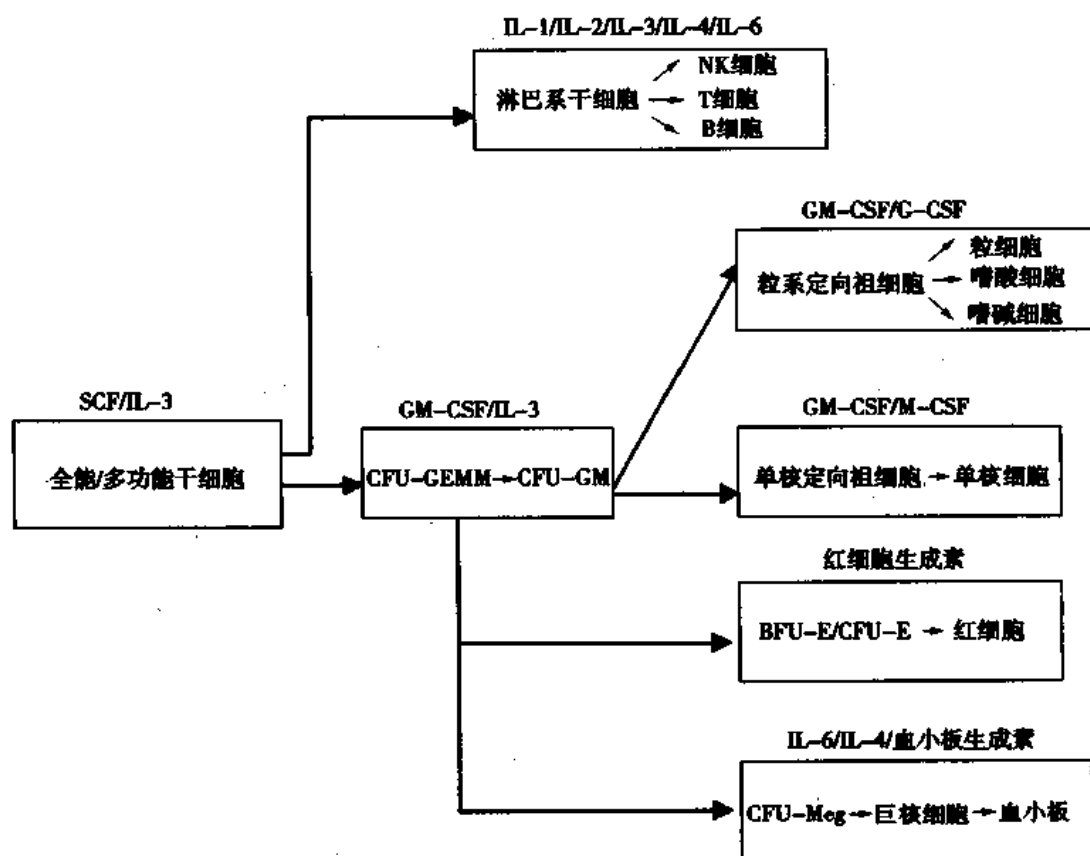 IL-1/IL-2/IL-3/IL-4/IL-6
淋巴系干细胞
NK细胞
T细胞
B细胞
GM-CSF/G-CSF
粒系定向祖细胞
粒细胞
嗜酸细胞
嗜碱细胞
SCF/IL-3
全能/多功能干细胞
GM-CSF/IL-3
CFU-GEMM→CFU-GM
GM-CSF/M-CSF
单核定向祖细胞→单核细胞
红细胞生成素
BFU-E/CFU-E→红细胞
IL-6/IL-4/血小板生成素
CFU-Meg→巨核细胞→血小板